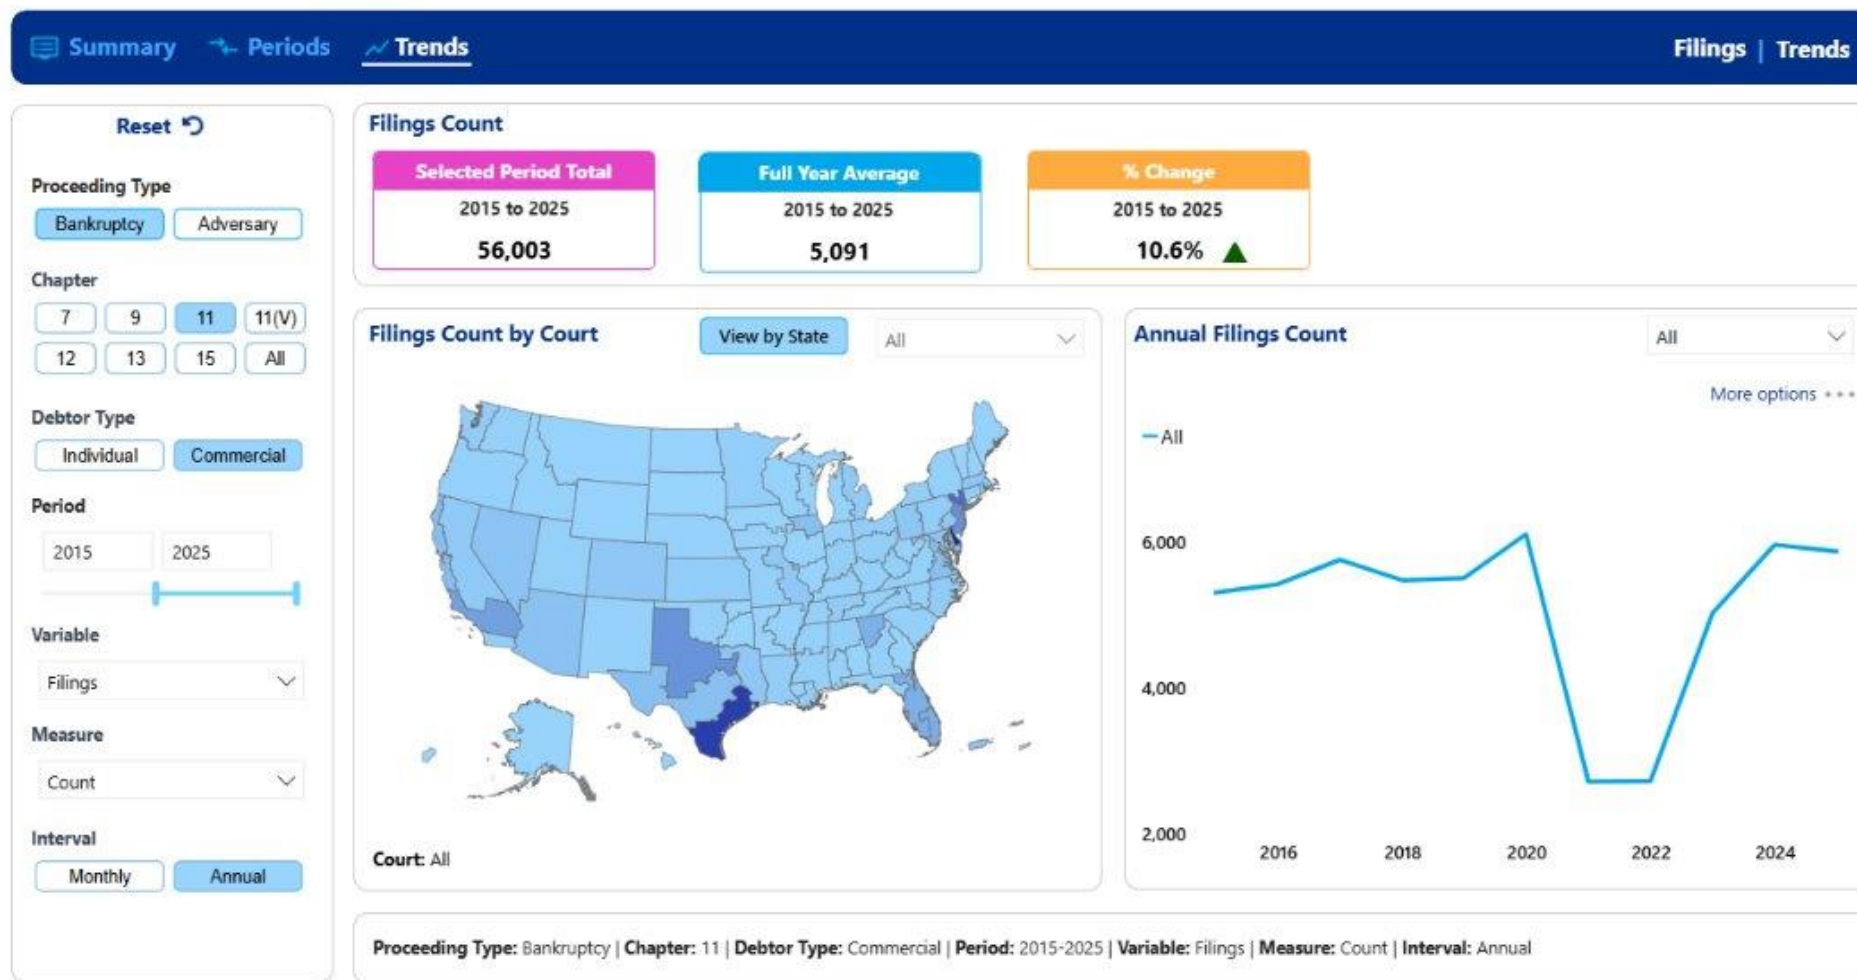 Summary Periods Trends Filings | Trends
Reset
Proceeding Type
Bankruptcy Adversary
Chapter
7 9 11 11(V)
12 13 15 All
Debtor Type
Individual Commercial
Period
2015 2025
Variable
Filings
Measure
Count
Interval
Monthly Annual
Filings Count
Selected Period Total
2015 to 2025
56,003
Full Year Average
2015 to 2025
5,091
% Change
2015 to 2025
10.6%
Filings Count by Court View by State All
Court: All
Annual Filings Count All
More options
All
6,000
4,000
2,000
2016 2018 2020 2022 2024
Proceeding Type: Bankruptcy | Chapter: 11 | Debtor Type: Commercial | Period: 2015-2025 | Variable: Filings | Measure: Count | Interval: Annual